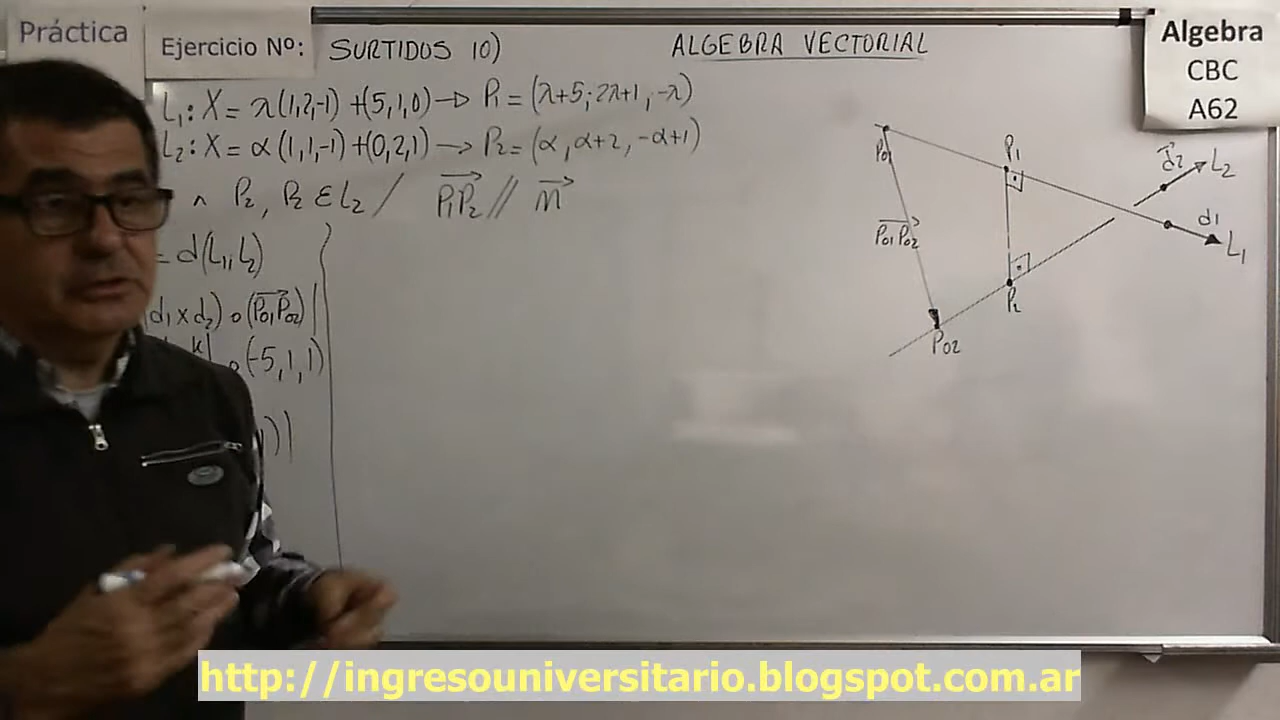 Práctica
Ejercicio Nº: SURTIDOS 10)
ALGEBRA VECTORIAL
Algebra
CBC
A62
L₁: X = λ(1,2,-1) + (5,1,0) → P₁ = (λ+5; 2λ+1, -λ)
L₂: X = α(1,1,-1) + (0,2,1) → P₂ = (α, α+2, -α+1)
^ P₂, P₂ ∈ L₂ / P₁P₂ // n
= d(L₁, L₂)
d₁ x d₂) o (P₀₁P₀₂)|
k| o (-5,1,1)
)|
P₀₁
P₁
d₂ L₂
P₀₁P₀₂
d₁
L₁
P₂
P₀₂
http://ingresouniversitario.blogspot.com.ar